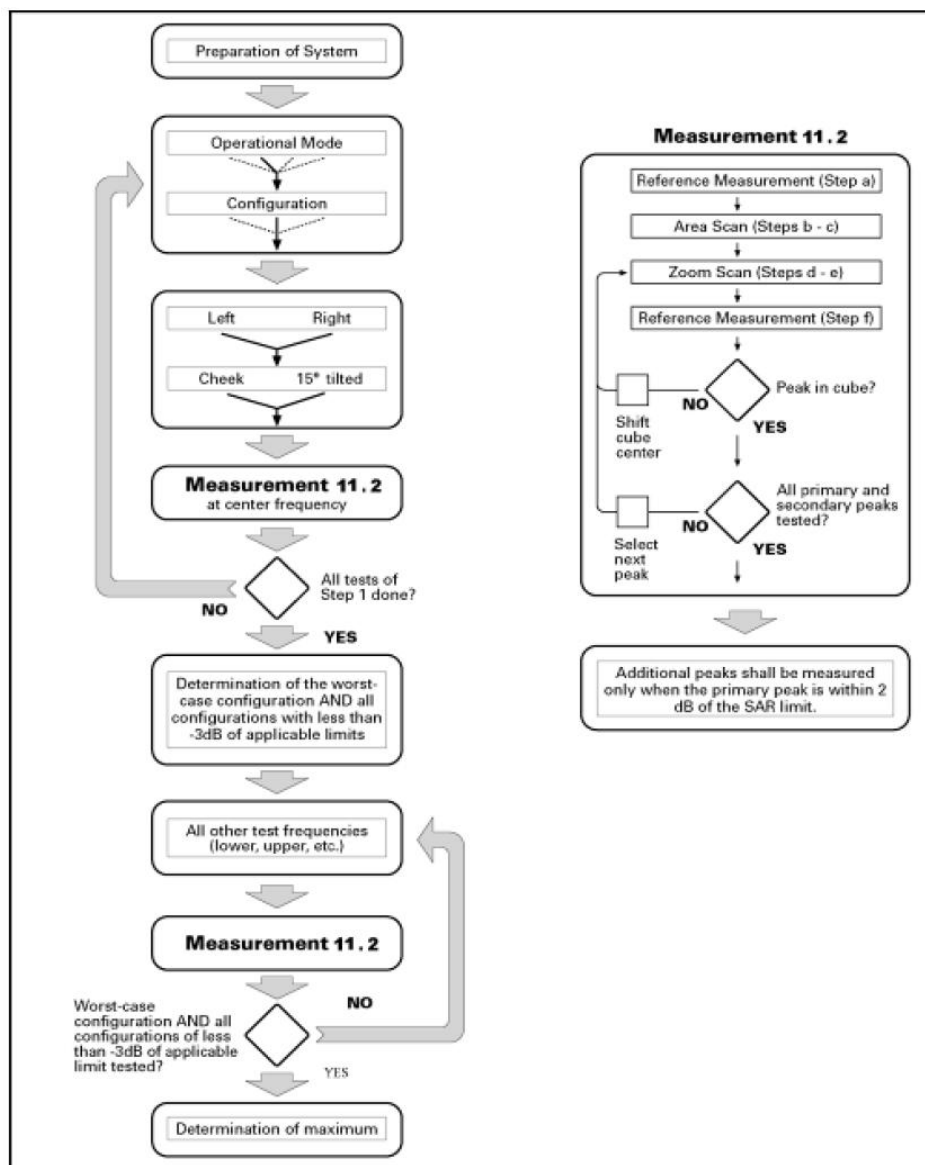 Preparation of System
Operational Mode
Configuration
Left Right
Cheek 15° tilted
Measurement 11.2
at center frequency
All tests of
Step 1 done?
NO
YES
Determination of the worst-
case configuration AND all
configurations with less than
-3dB of applicable limits
All other test frequencies
(lower, upper, etc.)
Measurement 11.2
NO
Worst-case
configuration AND all
configurations of less
than -3dB of applicable
limit tested?
YES
Determination of maximum
Measurement 11.2
Reference Measurement (Step a)
Area Scan (Steps b - c)
Zoom Scan (Steps d - e)
Reference Measurement (Step f)
Peak in cube?
NO
YES
Shift
cube
center
All primary and
secondary peaks
tested?
NO
YES
Select
next
peak
Additional peaks shall be measured
only when the primary peak is within 2
dB of the SAR limit.